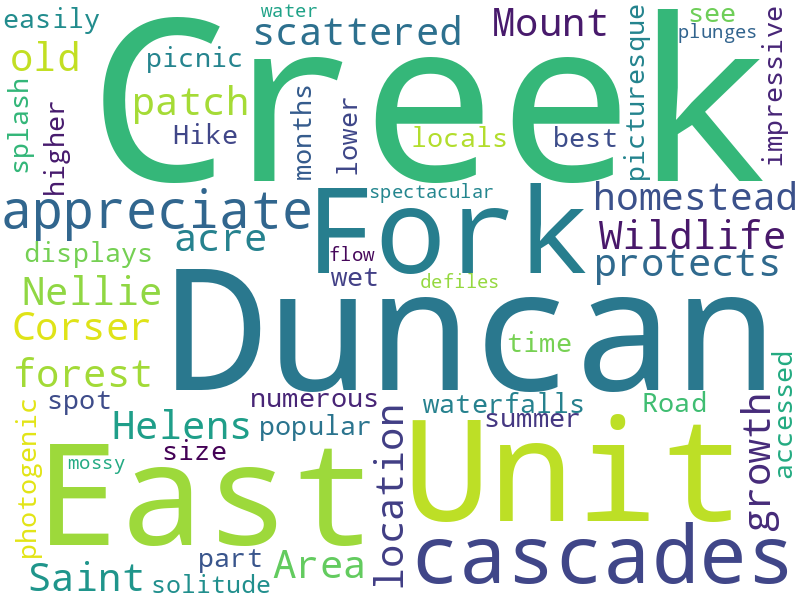 water
easily
Creek
Mount
see
scattered
plunges
old
picnic
picturesque
impressive
splash
patch
months
Hike
lower
locals
best
higher
Fork
spectacular
homestead
appreciate
acre
Wildlife
displays
flow
wet
protects
Nellie
Duncan
defiles
Corser
time
forest
spot
numerous
waterfalls
Road
accessed
photogenic
Helens
popular
summer
growth
size
location
Unit
East
mossy
cascades
part
Area
Saint
solitude